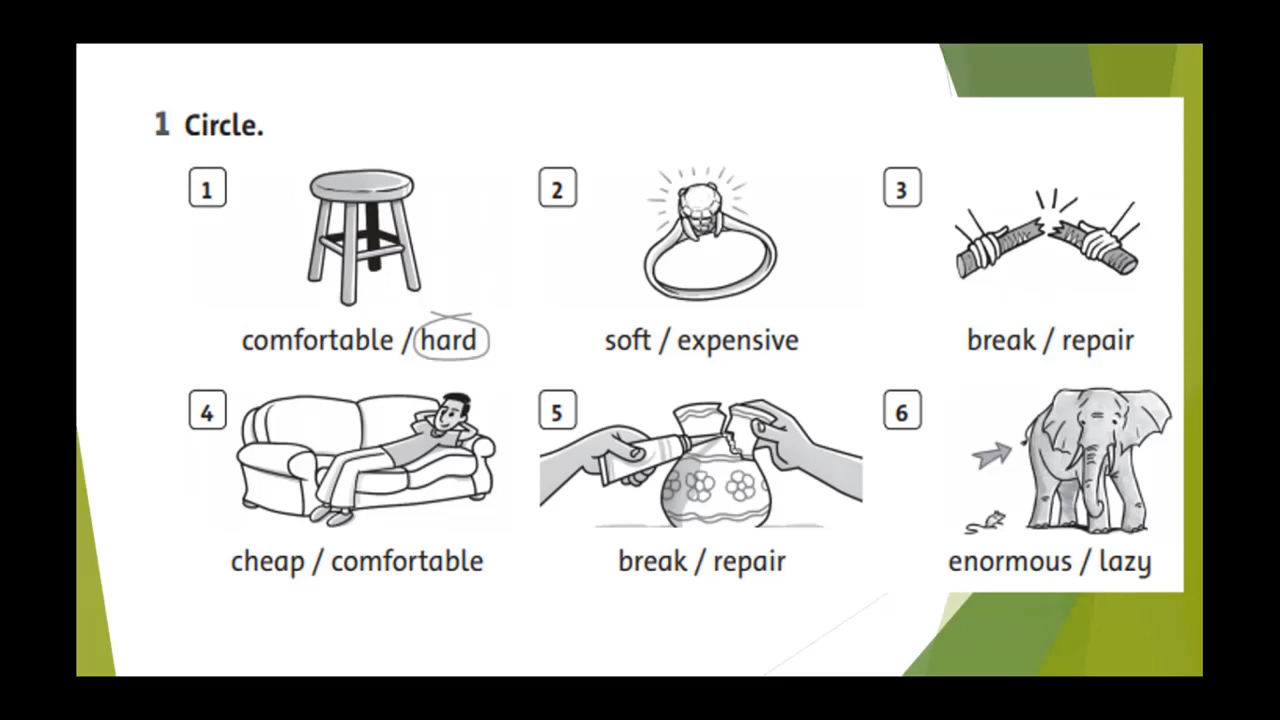 1 Circle.
1
2
3
comfortable / hard
soft / expensive
break / repair
4
5
6
cheap / comfortable
break / repair
enormous / lazy